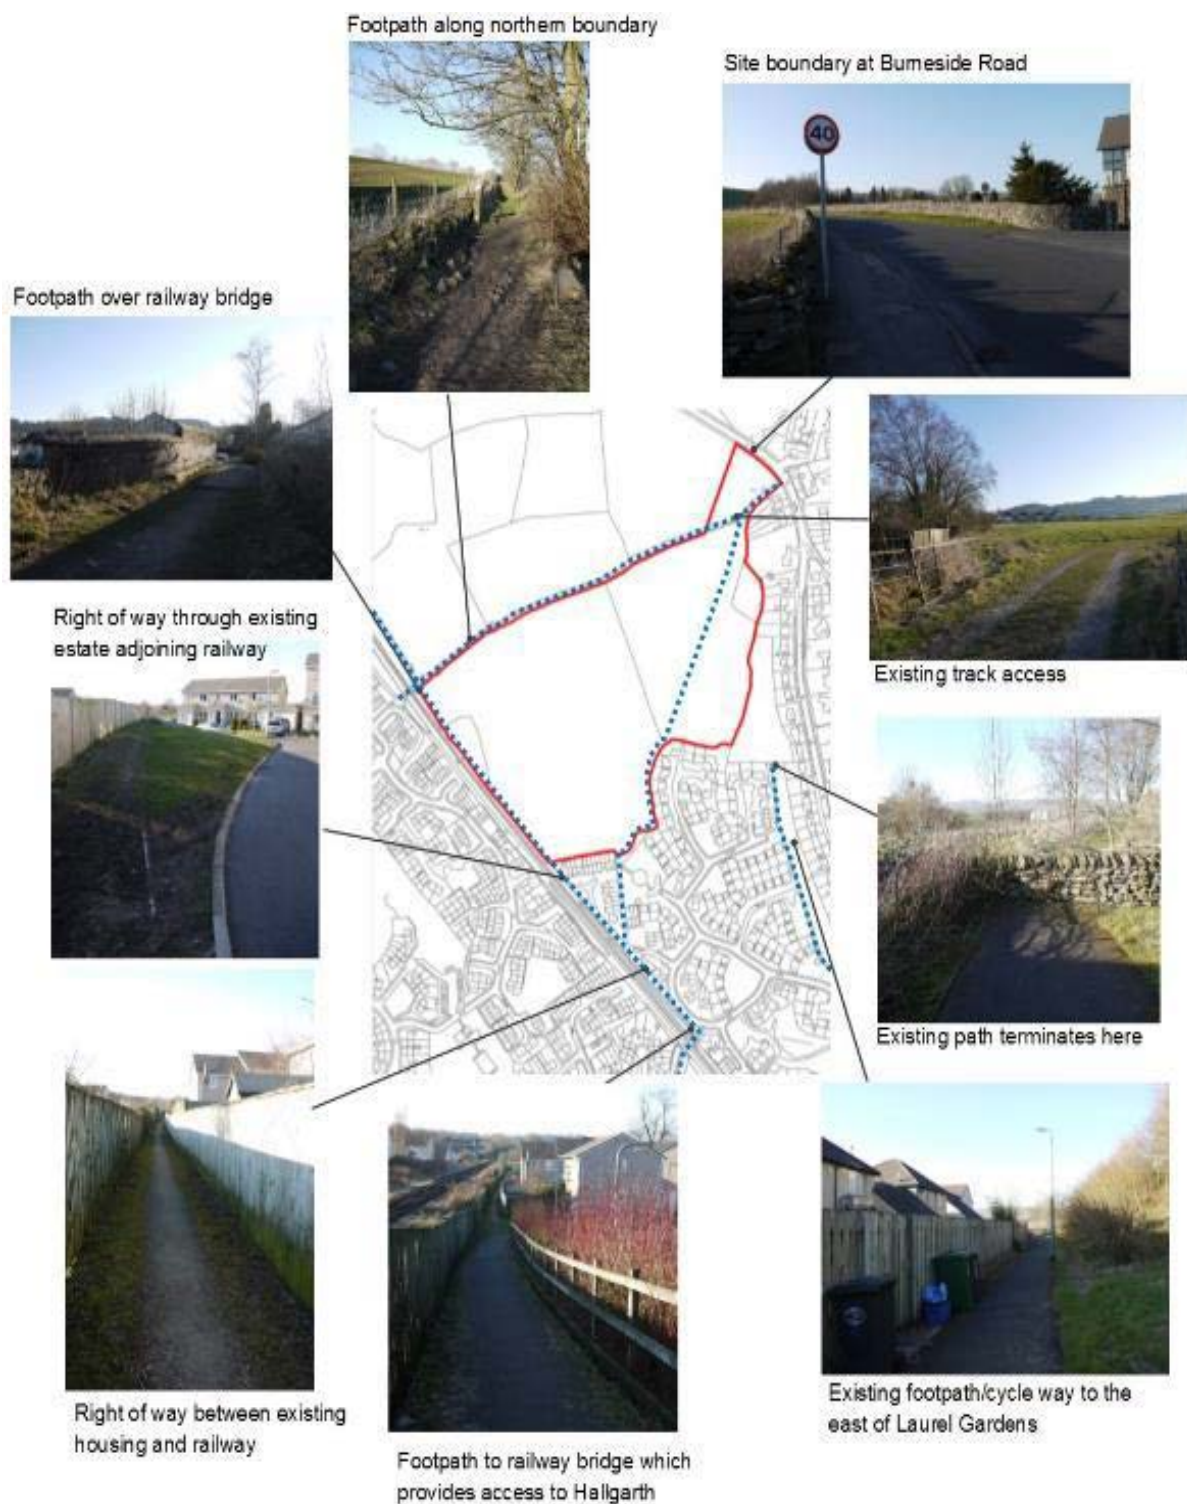 Footpath along northern boundary
Site boundary at Burneside Road
40
Footpath over railway bridge
Right of way through existing
estate adjoining railway
Existing track access
Existing path terminates here
Right of way between existing
housing and railway
Footpath to railway bridge which
provides access to Hallgarth
Existing footpath/cycle way to the
east of Laurel Gardens